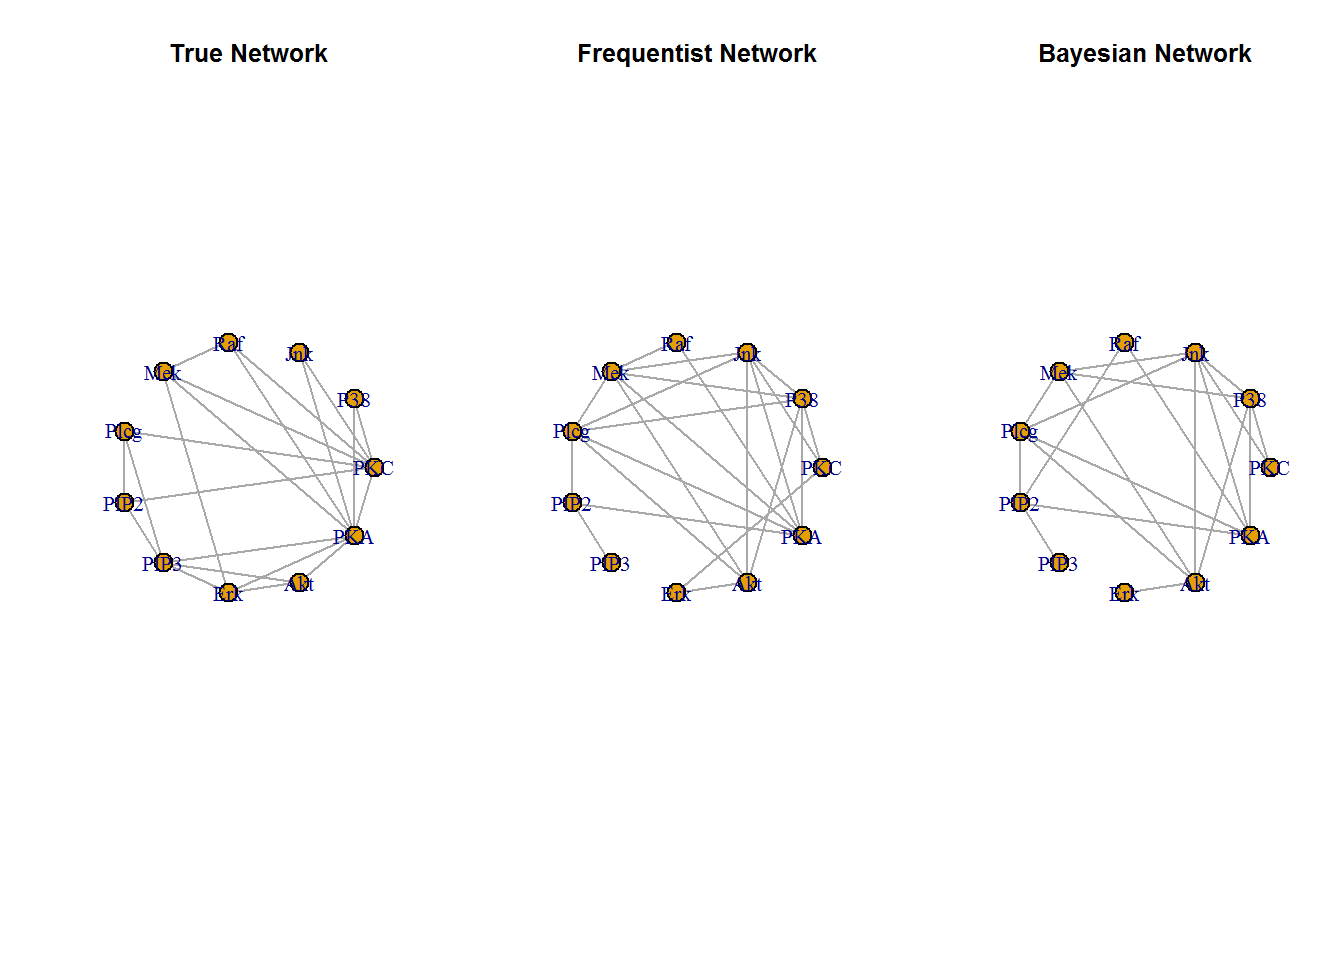 True Network
Frequentist Network
Bayesian Network
Raf
Jnk
Mek
P38
Plcg
PKC
PIP2
PKA
PIP3
Akt
Erk
Raf
Jnk
Mek
P38
Plcg
PKC
PIP2
PKA
PIP3
Akt
Erk
Raf
Jnk
Mek
P38
Plcg
PKC
PIP2
PKA
PIP3
Akt
Erk